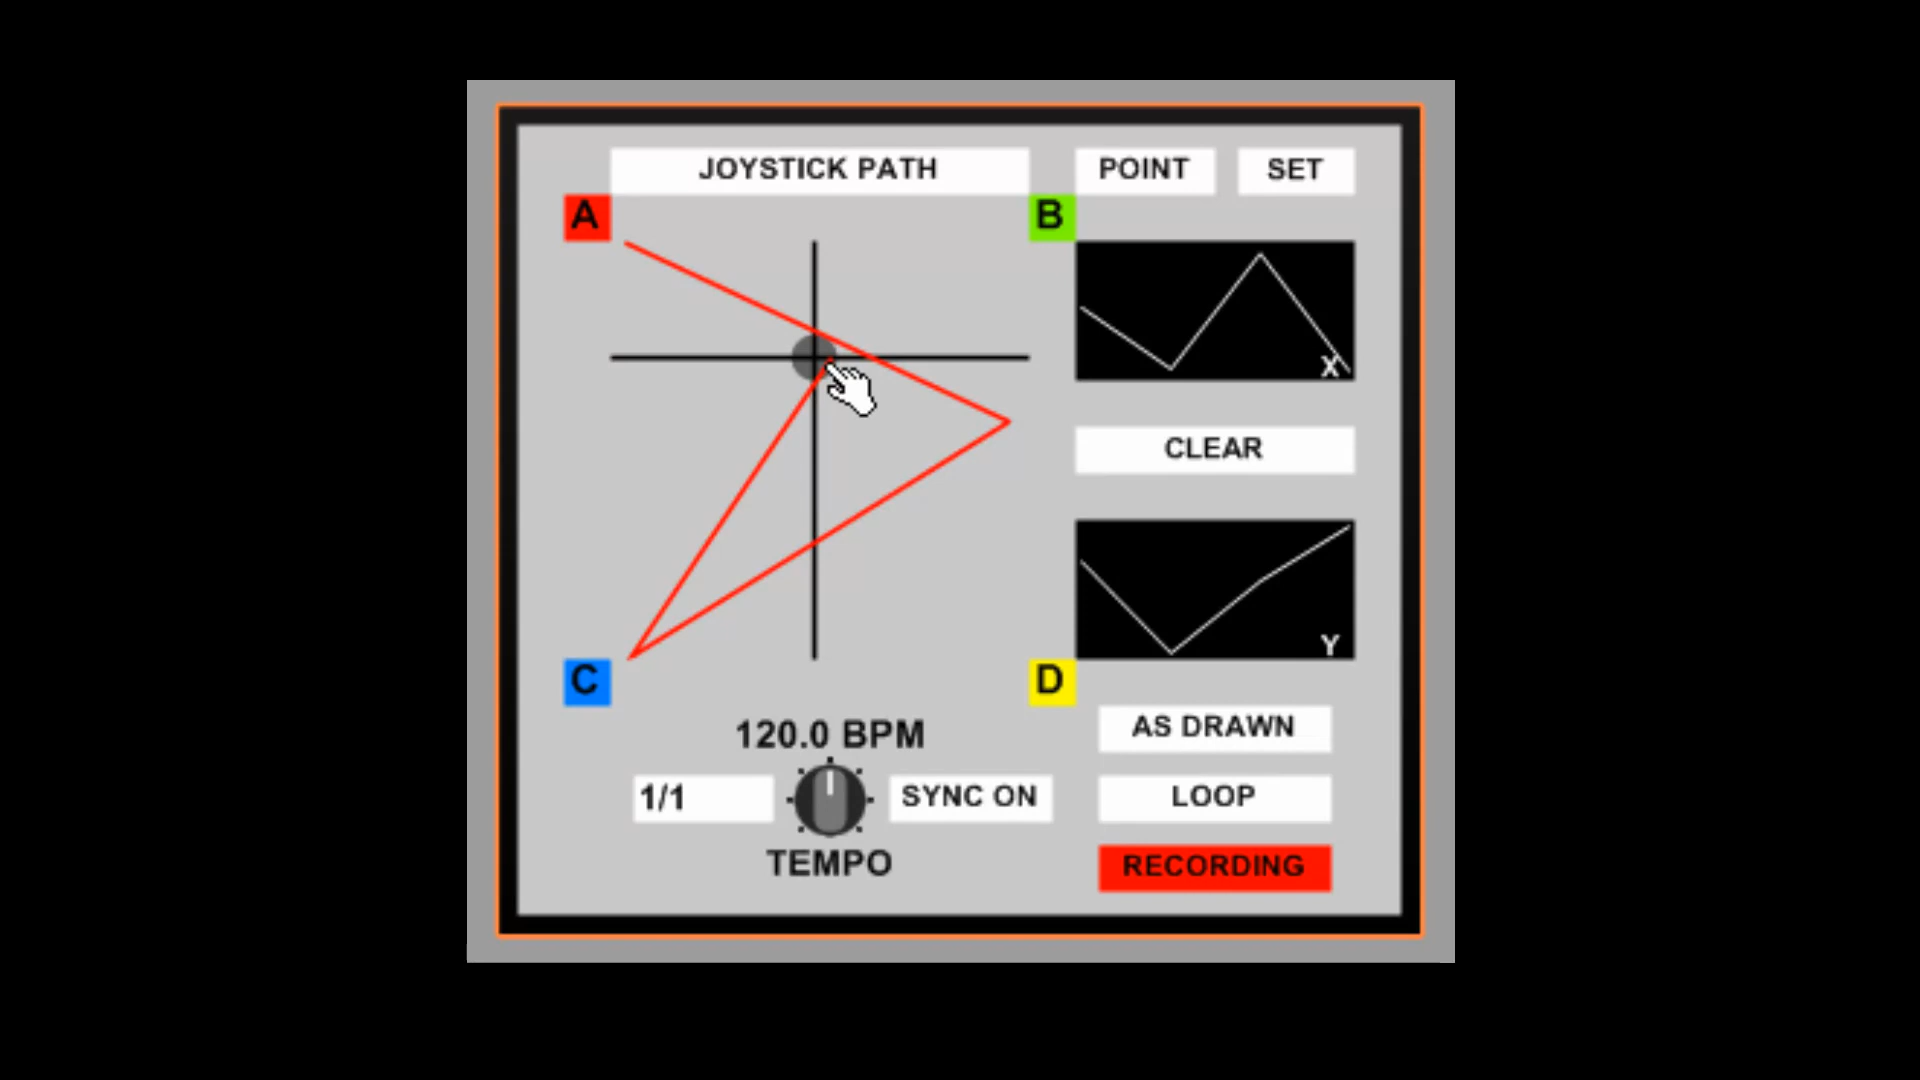 JOYSTICK PATH
POINT
SET
A
B
X
CLEAR
Y
C
D
120.0 BPM
AS DRAWN
1/1
SYNC ON
LOOP
TEMPO
RECORDING